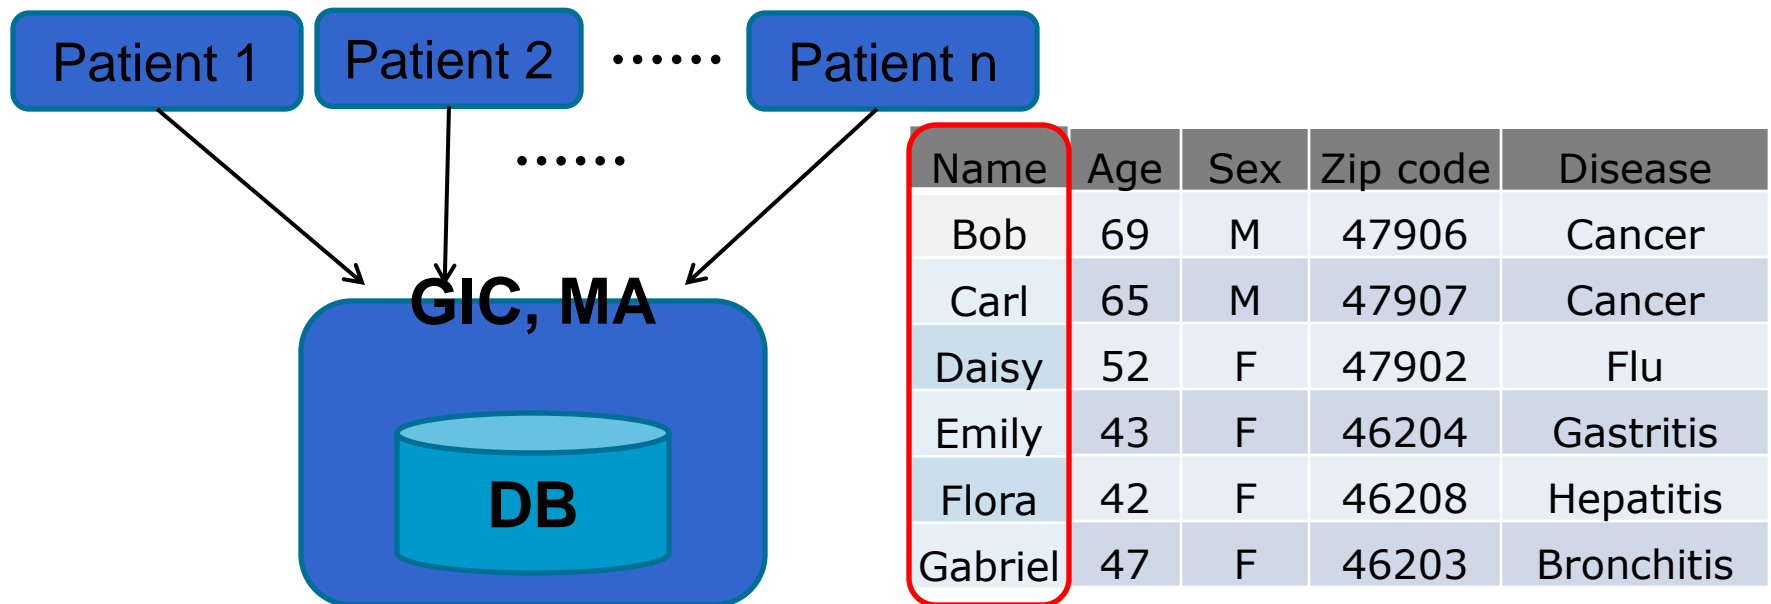 Patient 1 Patient 2 ...... Patient n
......
GIC, MA
DB
Name Age Sex Zip code Disease
Bob 69 M 47906 Cancer
Carl 65 M 47907 Cancer
Daisy 52 F 47902 Flu
Emily 43 F 46204 Gastritis
Flora 42 F 46208 Hepatitis
Gabriel 47 F 46203 Bronchitis